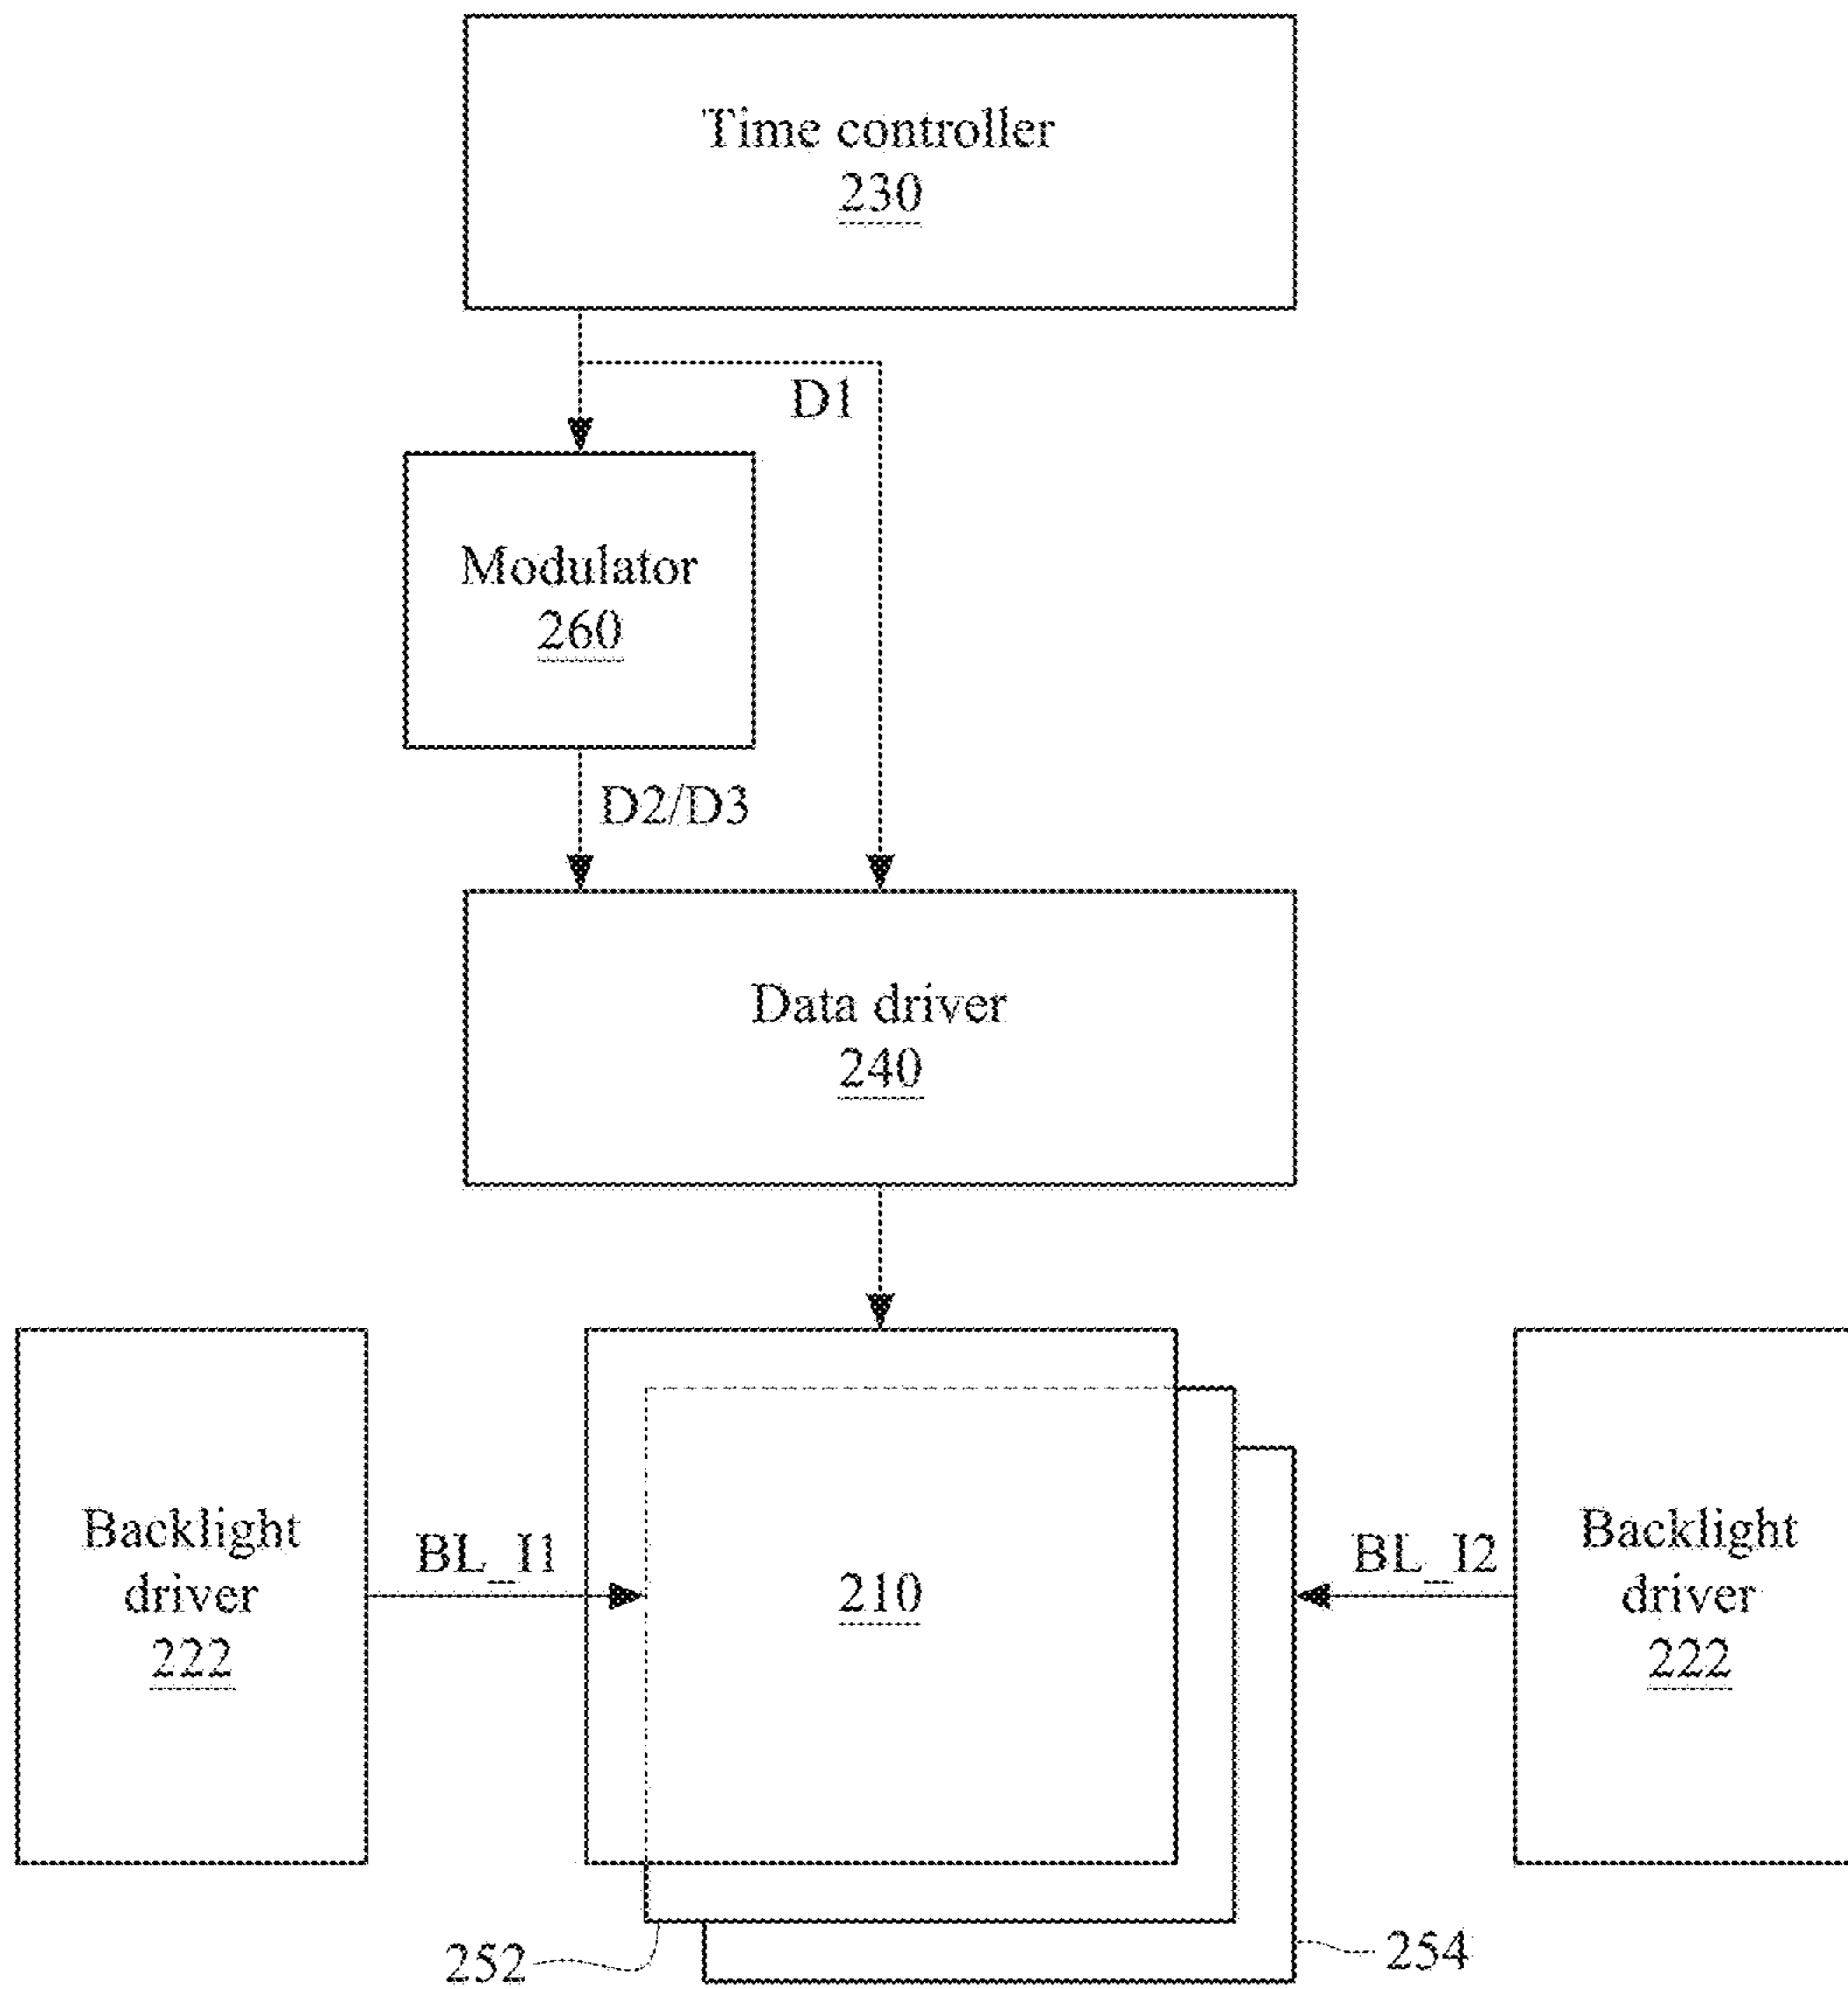 Time controller
230
D1
Modulator
260
D2/D3
Data driver
240
Backlight
driver
222
BL_I1
210
BL_I2
Backlight
driver
222
252
254